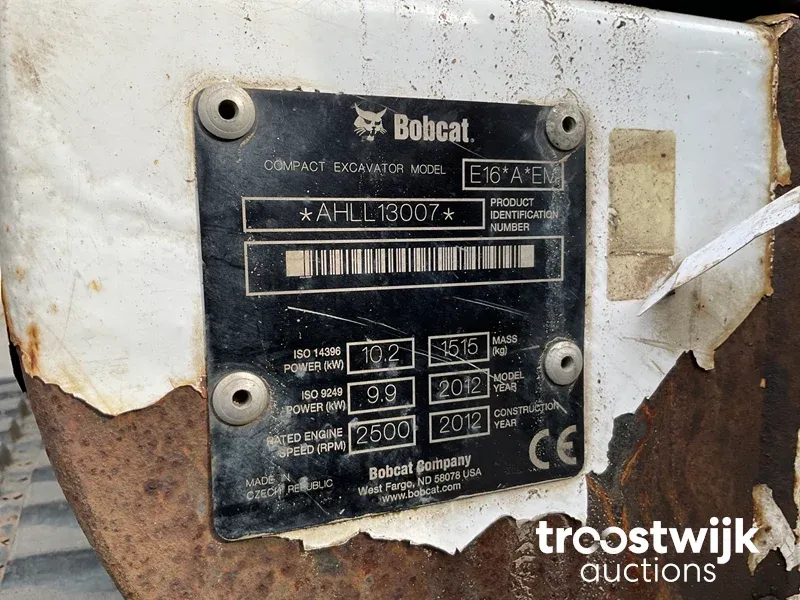 Bobcat.
COMPACT EXCAVATOR MODEL E16*A*EM
*AHLL13007* PRODUCT IDENTIFICATION NUMBER
ISO 14396 POWER (kW) 10.2 1515 MASS (kg)
ISO 9249 POWER (kW) 9.9 2012 MODEL YEAR
RATED ENGINE SPEED (RPM) 2500 2012 CONSTRUCTION YEAR
CE
MADE IN CZECH REPUBLIC
Bobcat Company
West Fargo, ND 58078 USA
www.bobcat.com
troostwijk
auctions